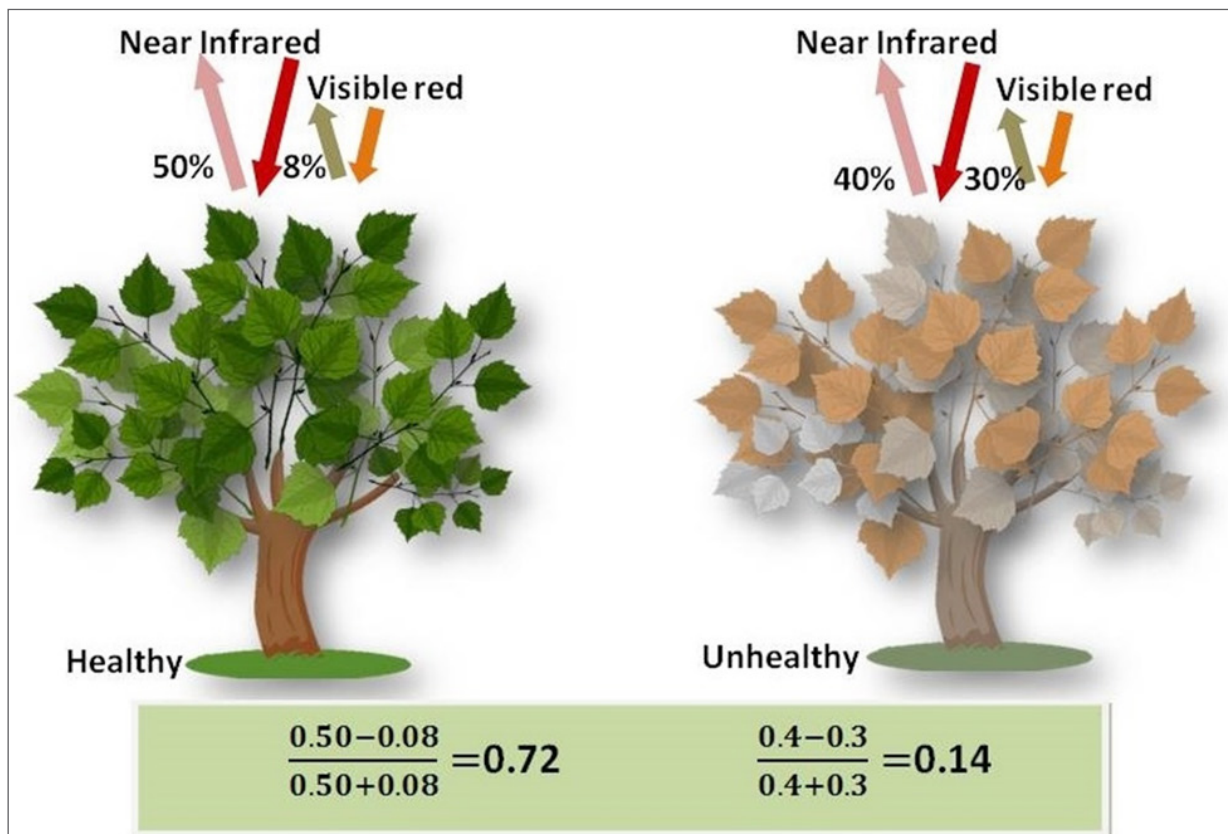 Near Infrared
Visible red
50%
8%
Near Infrared
Visible red
40%
30%
Healthy
Unhealthy
0.50−0.08
0.50+0.08
=0.72
0.4−0.3
0.4+0.3
=0.14